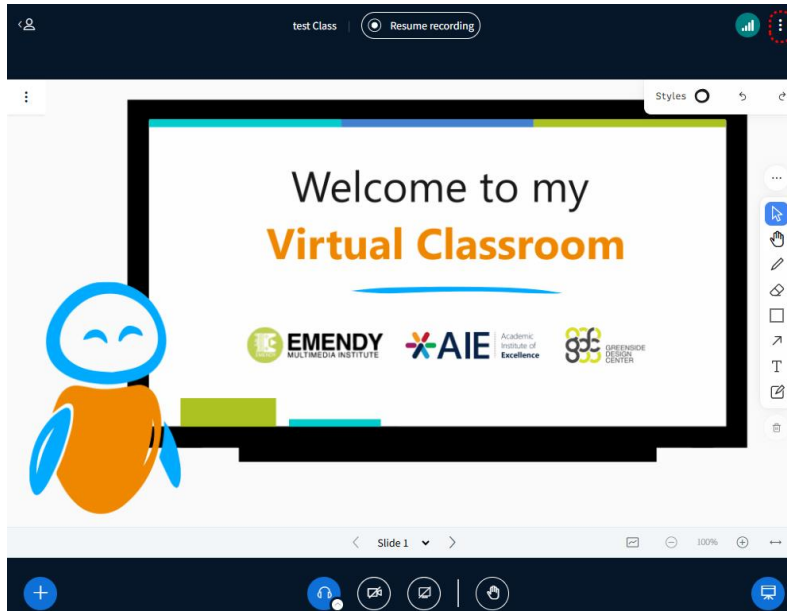 test Class
Resume recording
Styles
Welcome to my
Virtual Classroom
EMENDY
MULTIMEDIA INSTITUTE
AIE
Academic
Institute of
Excellence
gdc
GREENSIDE
DESIGN
CENTER
T
Slide 1
100%